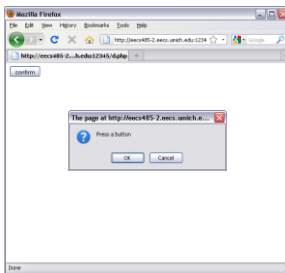 Mozilla Firefox
File Edit View History Bookmarks Tools Help
http://eecs485-2.eecs.umich.edu:1234
Google
http://eecs485-2...h.edu:12345/4.php
confirm
The page at http://eecs485-2.eecs.umich.e...
Press a button
OK Cancel
Done